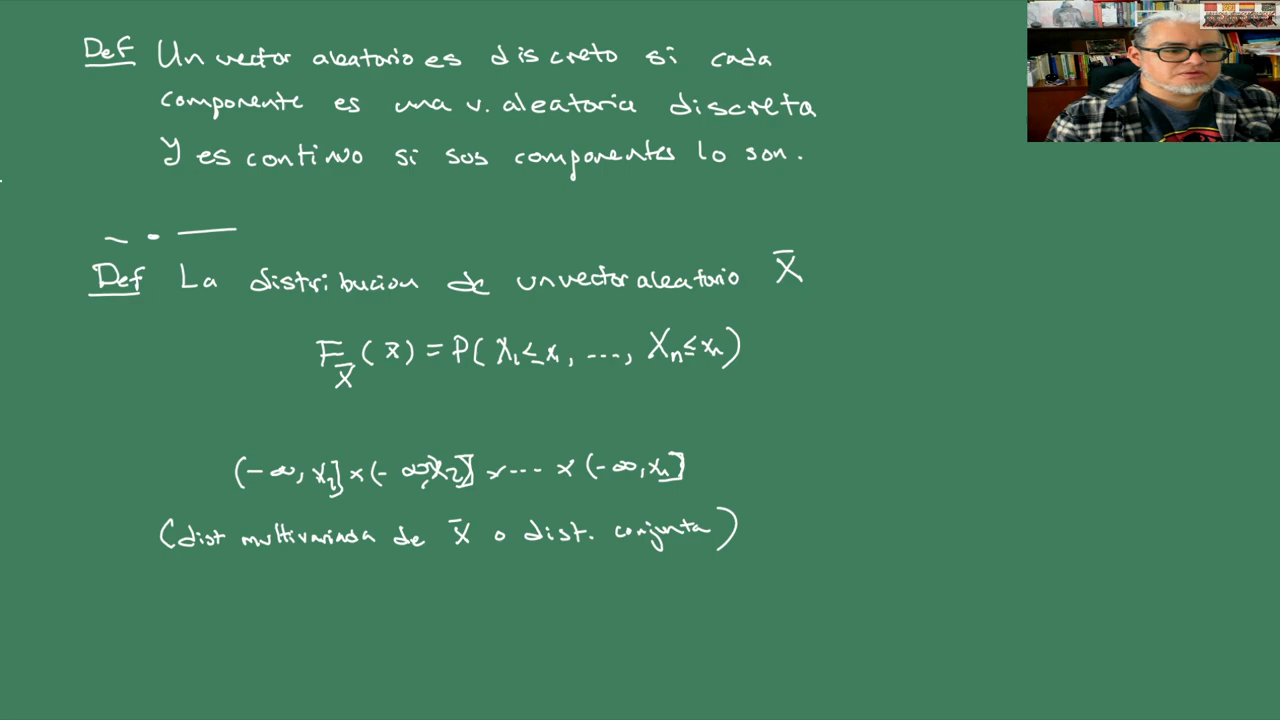 Def Un vector aleatorio es discreto si cada
componente es una v. aleatoria discreta
Y es continuo si sus componentes lo son.
Def La distribucion de un vector aleatorio X̄
F_X̄ (x̄) = P( X₁ ≤ x₁, ..., Xₙ ≤ xₙ)
(-∞, x₂] × (-∞, x₂] × ... × (-∞, xₙ]
(dist multivariada de X̄ o dist. conjunta)